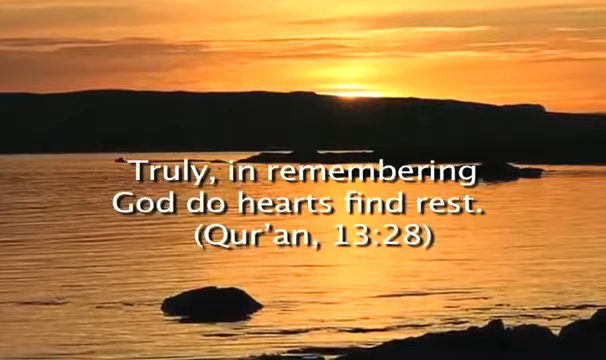 Truly, in remembering
God do hearts find rest.
(Qur'an, 13:28)